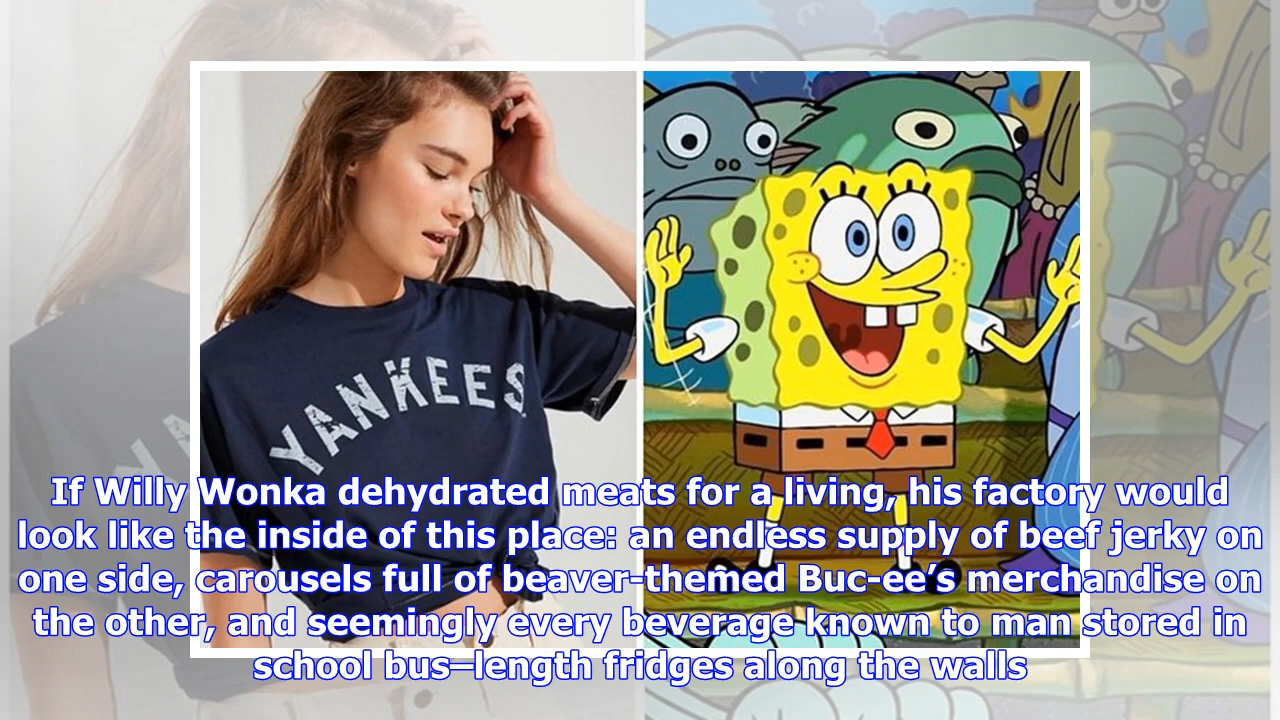 YANKEES
If Willy Wonka dehydrated meats for a living, his factory would
look like the inside of this place: an endless supply of beef jerky on
one side, carousels full of beaver-themed Buc-ee’s merchandise on
the other, and seemingly every beverage known to man stored in
school bus–length fridges along the walls